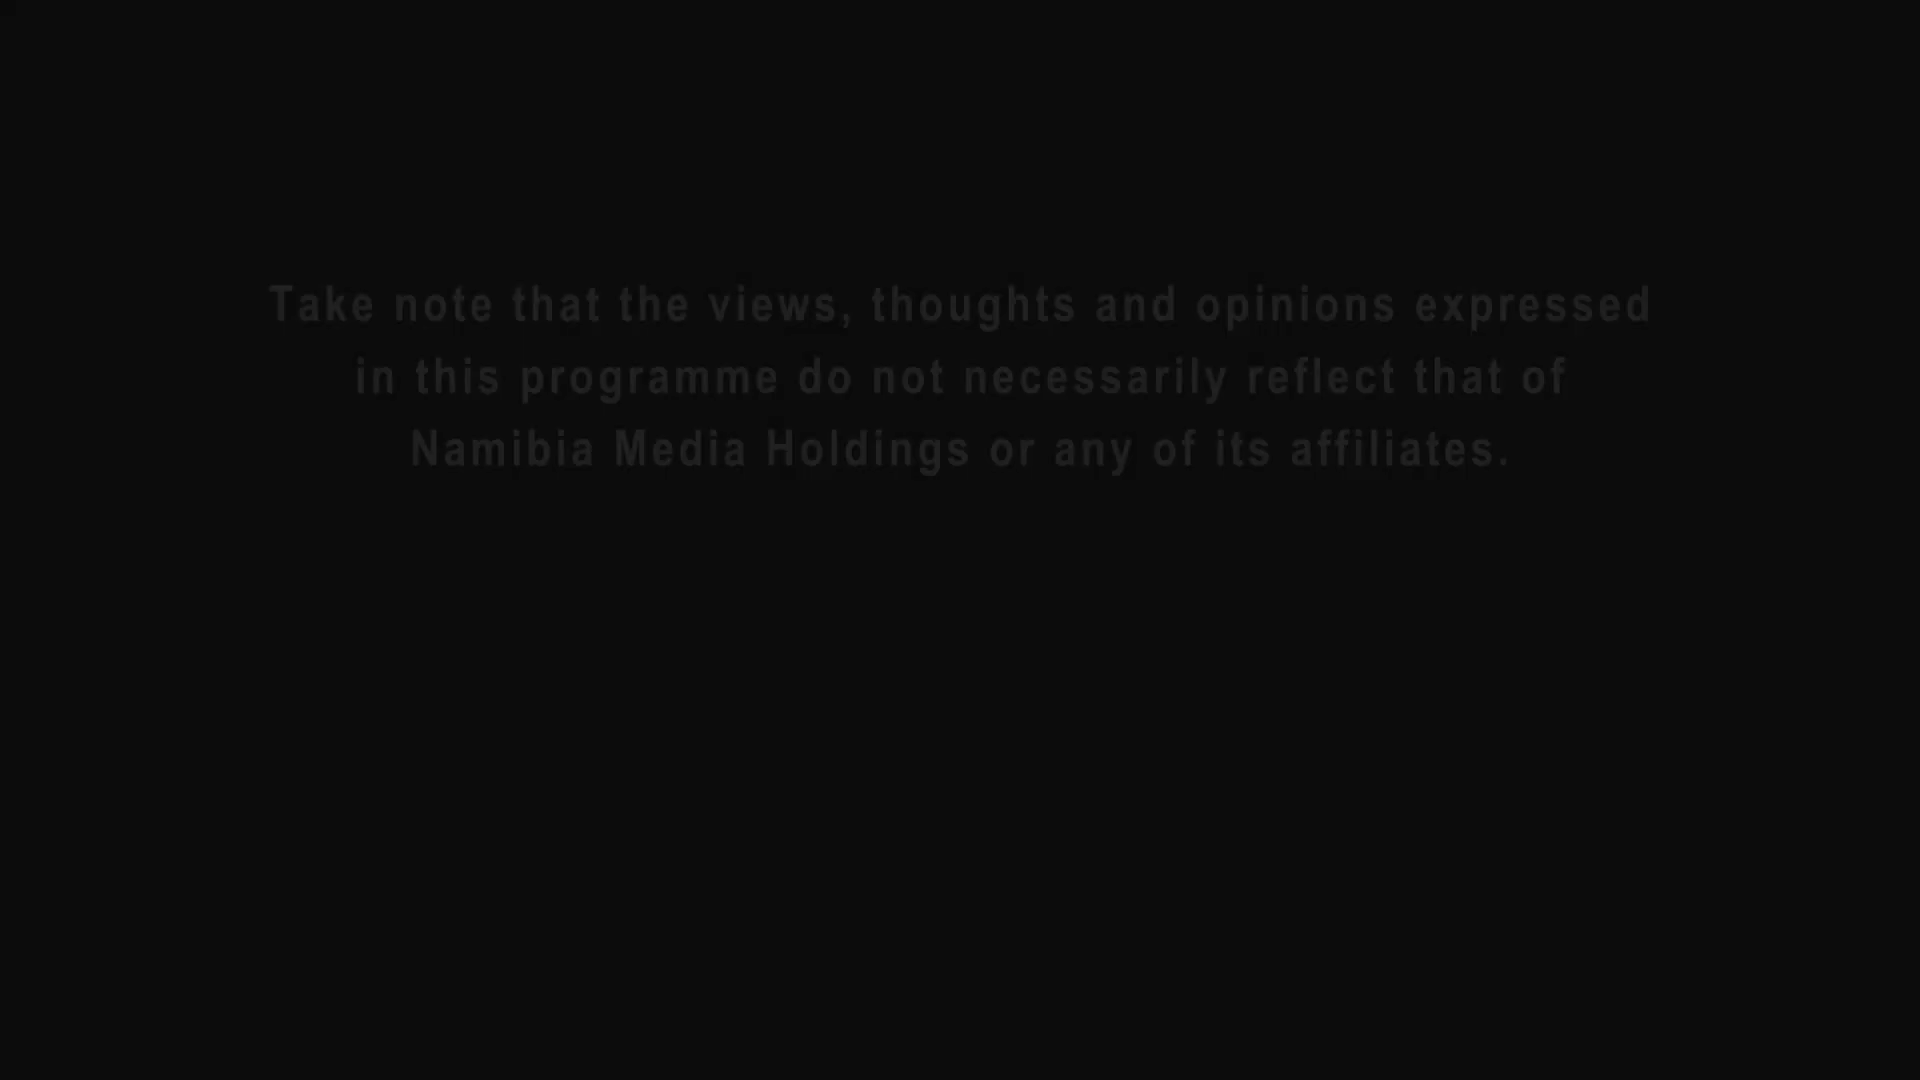 Take note that the views, thoughts and opinions expressed
in this programme do not necessarily reflect that of
Namibia Media Holdings or any of its affiliates.